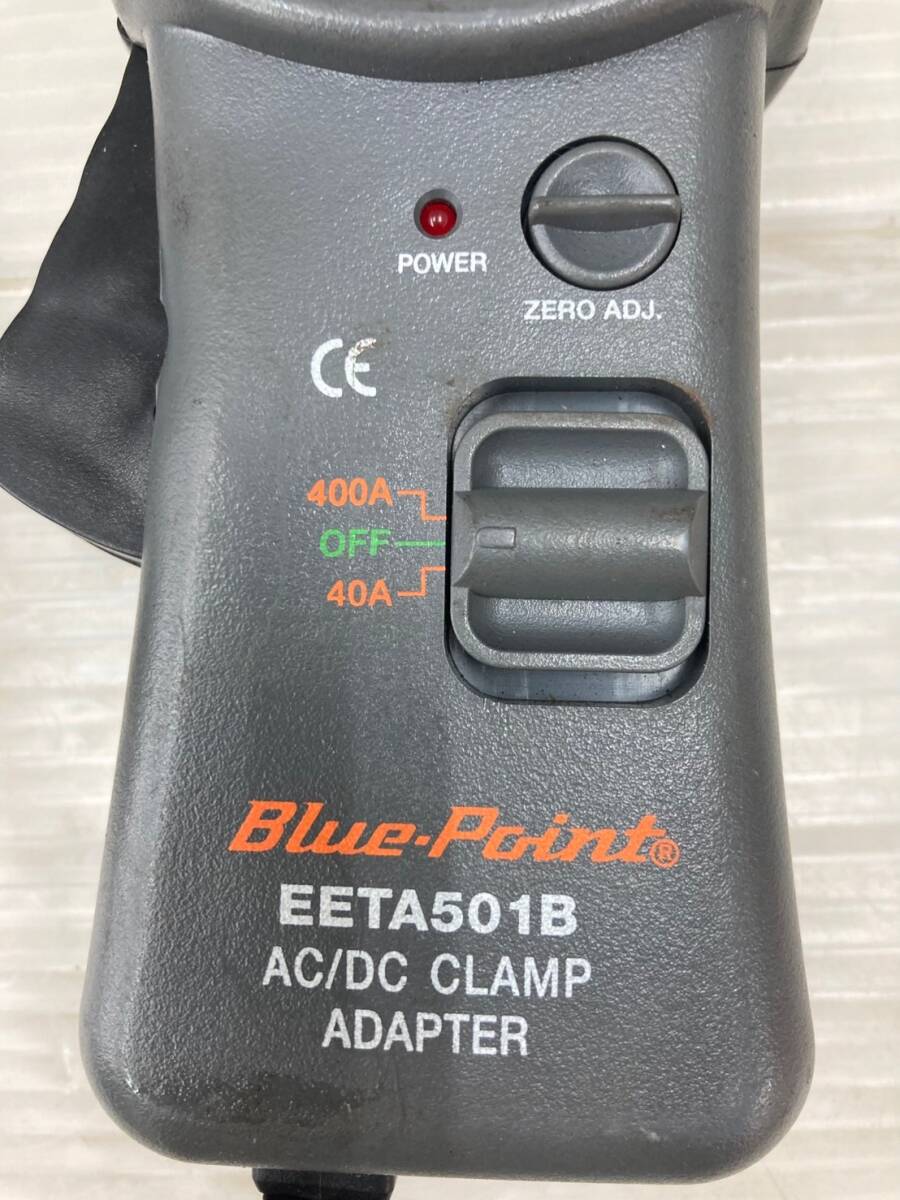 POWER
ZERO ADJ.
CE
400A
OFF
40A
Blue-Point®
EETA501B
AC/DC CLAMP
ADAPTER